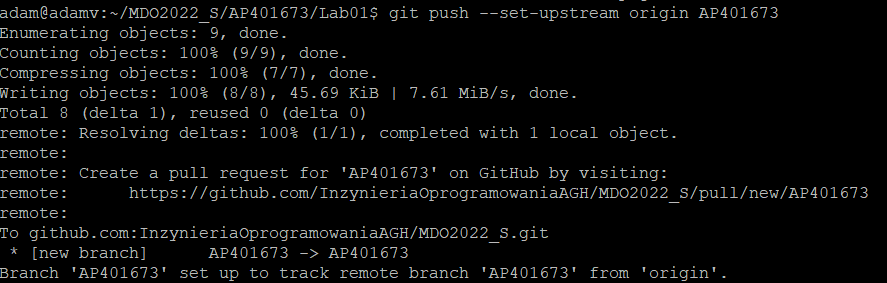 adam@adamv:~/MDO2022_S/AP401673/Lab01$ git push --set-upstream origin AP401673
Enumerating objects: 9, done.
Counting objects: 100% (9/9), done.
Compressing objects: 100% (7/7), done.
Writing objects: 100% (8/8), 45.69 KiB | 7.61 MiB/s, done.
Total 8 (delta 1), reused 0 (delta 0)
remote: Resolving deltas: 100% (1/1), completed with 1 local object.
remote:
remote: Create a pull request for 'AP401673' on GitHub by visiting:
remote:      https://github.com/InzynieriaOprogramowaniaAGH/MDO2022_S/pull/new/AP401673
remote:
To github.com:InzynieriaOprogramowaniaAGH/MDO2022_S.git
 * [new branch]      AP401673 -> AP401673
Branch 'AP401673' set up to track remote branch 'AP401673' from 'origin'.